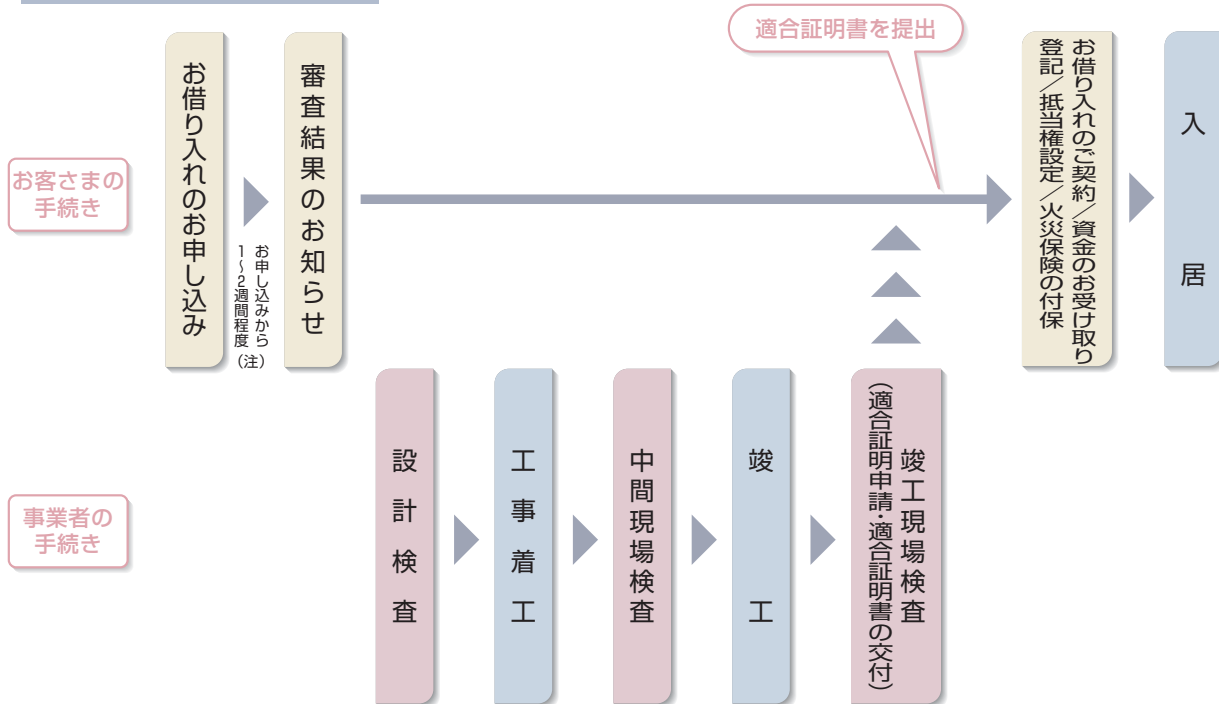 適合証明書を提出
お客さまの
手続き
お借り入れのお申し込み
お申し込みから
1～2週間程度
（注）
審査結果のお知らせ
お借り入れのご契約／資金のお受け取り
登記／抵当権設定／火災保険の付保
入居
事業者の
手続き
設計検査
工事着工
中間現場検査
竣工
竣工現場検査
（適合証明申請・適合証明書の交付）